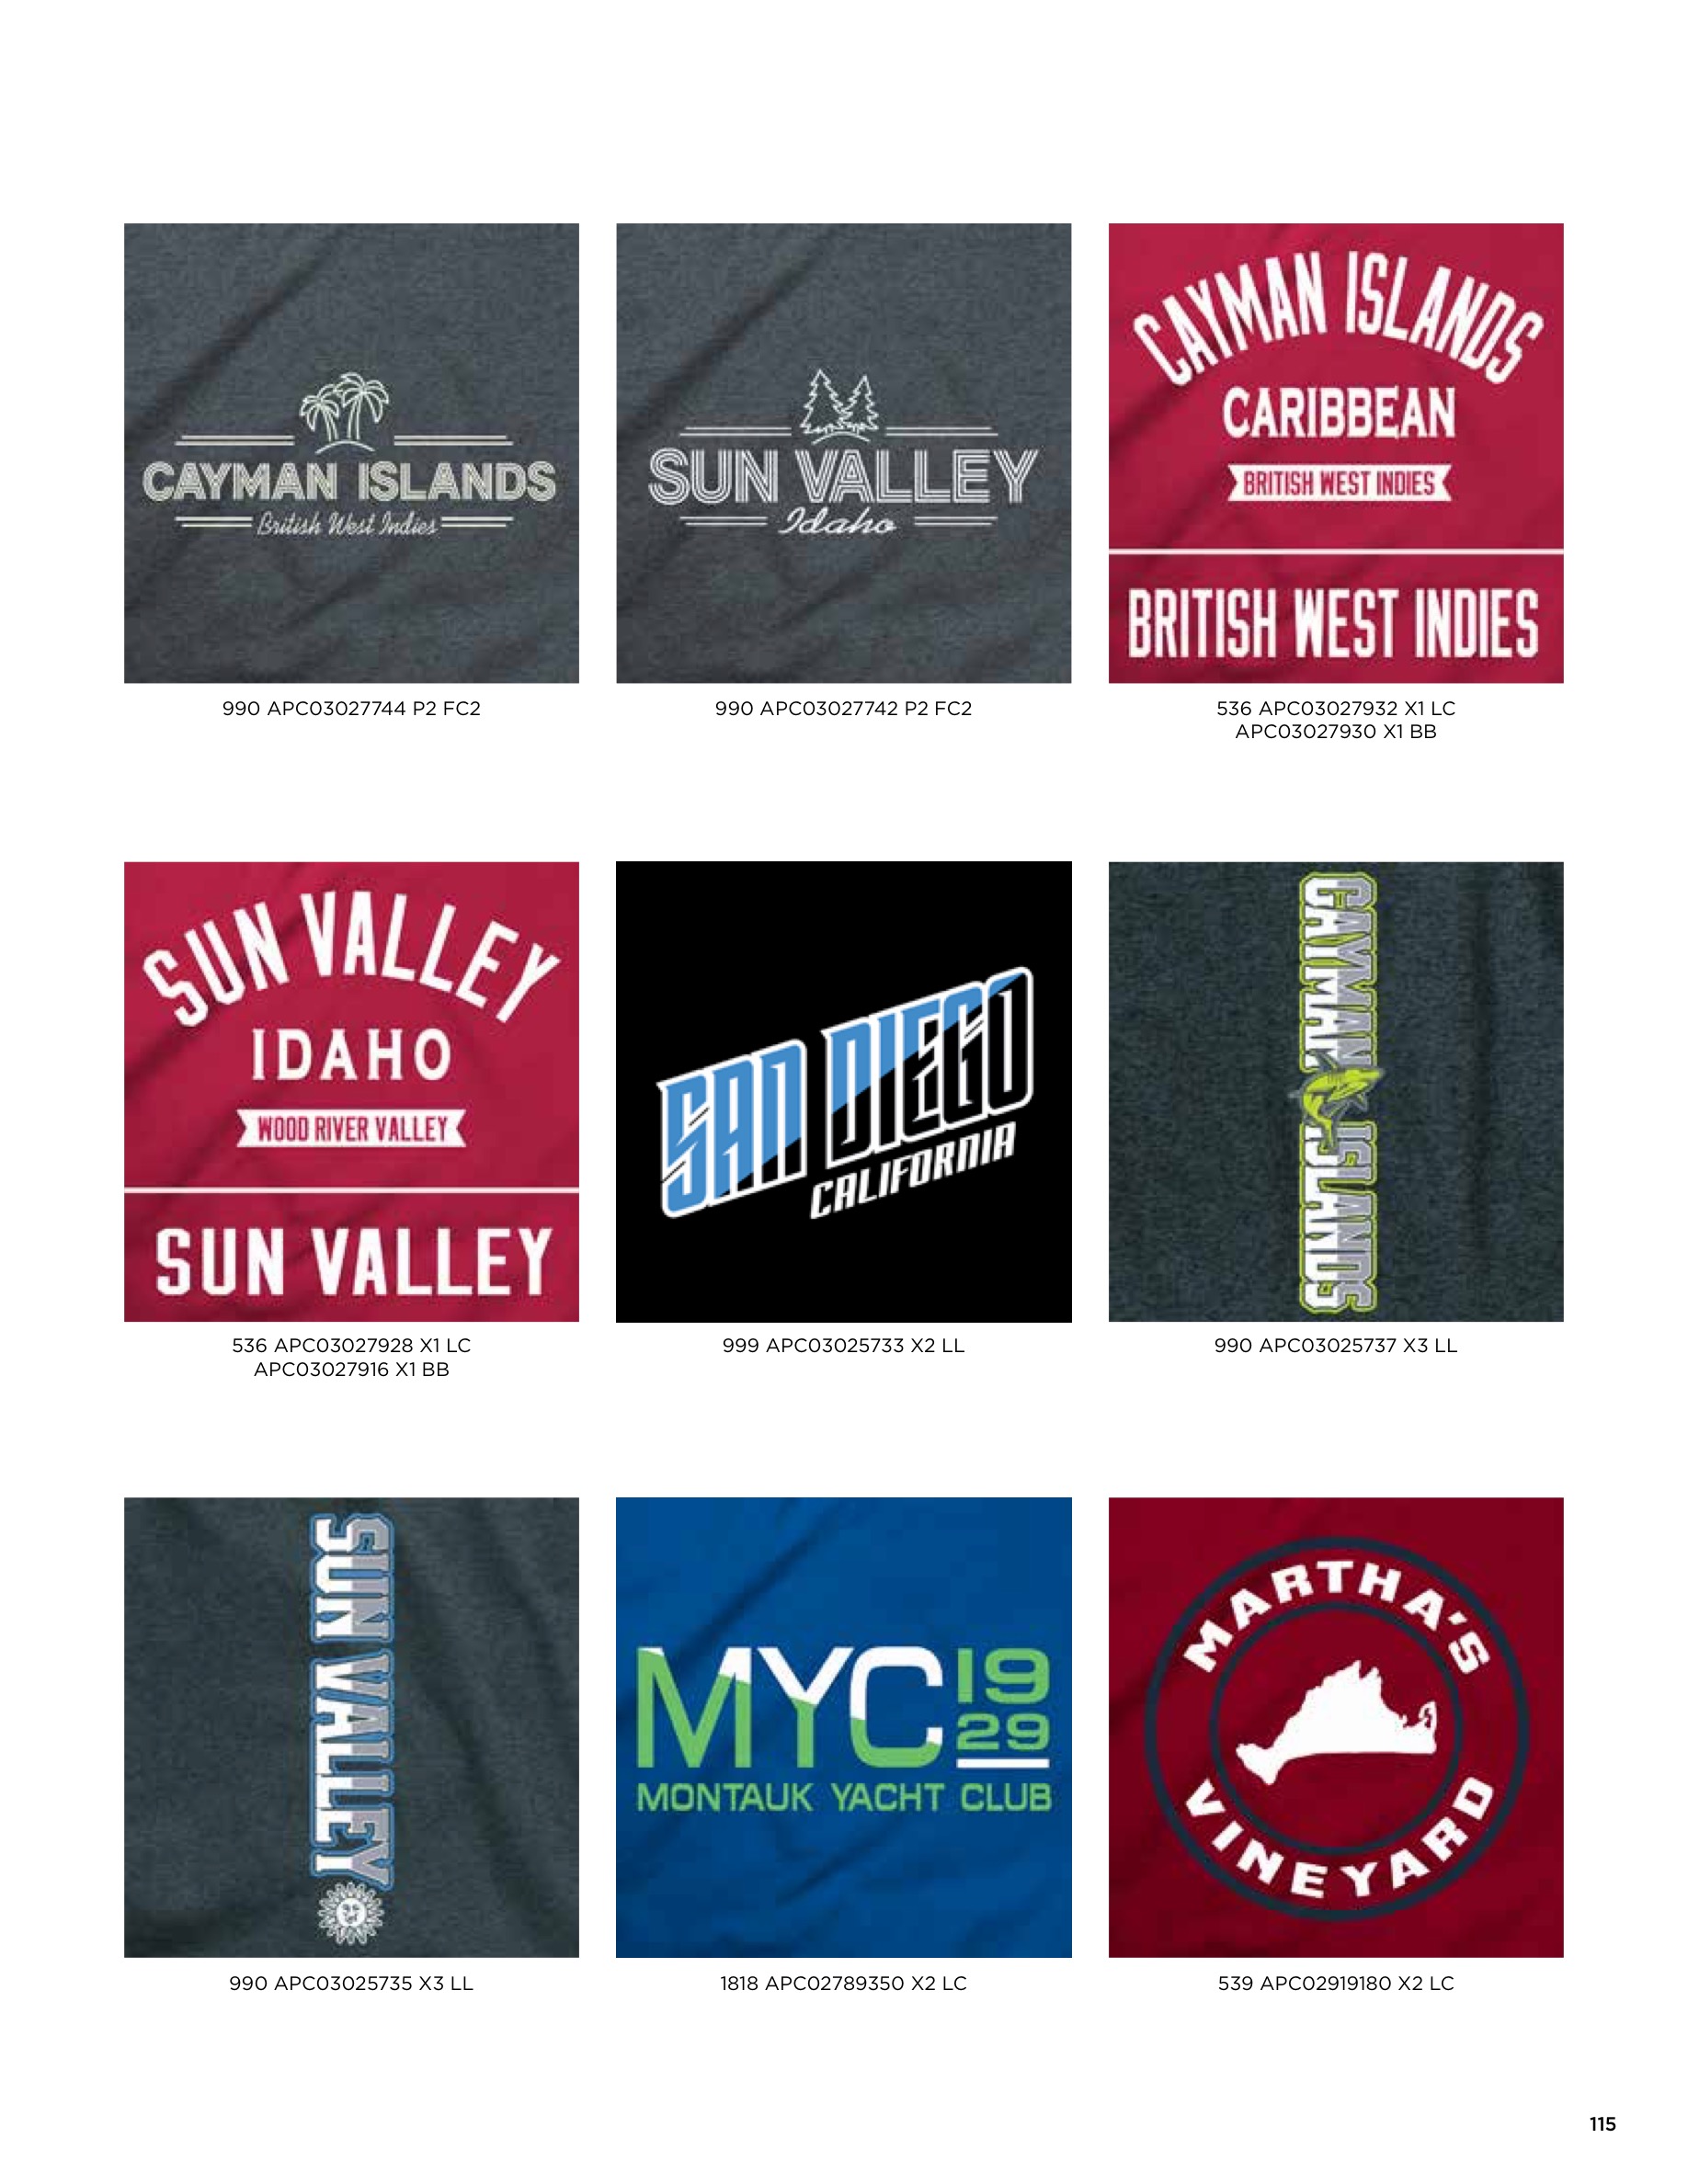 CAYMAN ISLANDS
British West Indies
990 APC03027744 P2 FC2
SUN VALLEY
Idaho
990 APC03027742 P2 FC2
CAYMAN ISLANDS
CARIBBEAN
BRITISH WEST INDIES
BRITISH WEST INDIES
536 APC03027932 X1 LC
APC03027930 X1 BB
SUN VALLEY
IDAHO
WOOD RIVER VALLEY
SUN VALLEY
536 APC03027928 X1 LC
APC03027916 X1 BB
SAN DIEGO
CALIFORNIA
999 APC03025733 X2 LL
CAYMAN ISLANDS
990 APC03025737 X3 LL
SUN VALLEY
990 APC03025735 X3 LL
MYC 19
29
MONTAUK YACHT CLUB
1818 APC02789350 X2 LC
MARTHA'S
VINEYARD
539 APC02919180 X2 LC
115